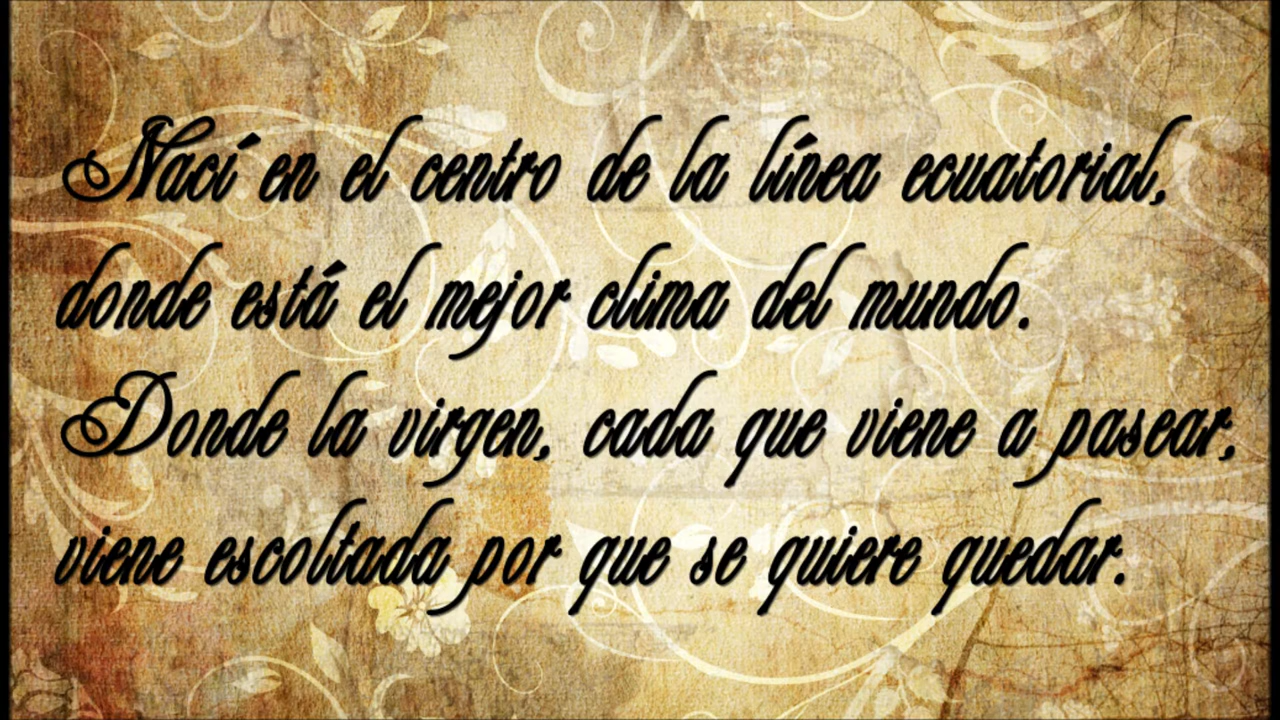 Nací en el centro de la línea ecuatorial,
donde está el mejor clima del mundo.
Donde la virgen, cada que viene a pasear,
viene escoltada por que se quiere quedar.